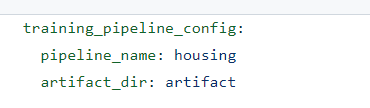 training_pipeline_config:
  pipeline_name: housing
  artifact_dir: artifact